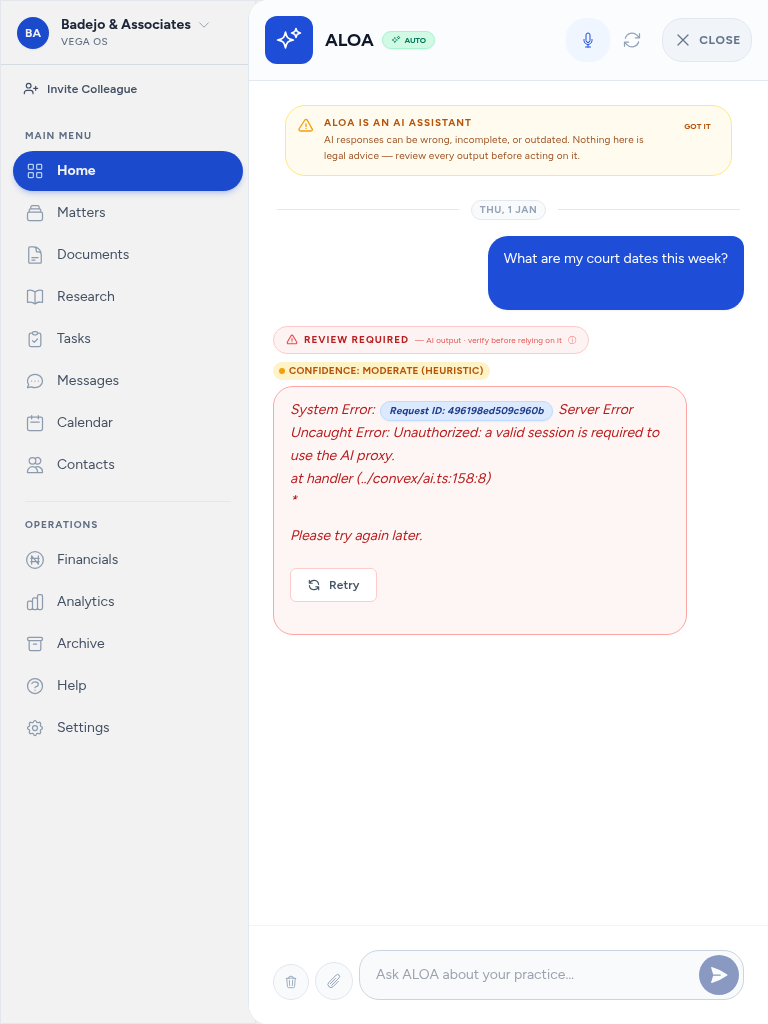 BA
Badejo & Associates
VEGA OS
Invite Colleague
MAIN MENU
Home
Matters
Documents
Research
Tasks
Messages
Calendar
Contacts
OPERATIONS
Financials
Analytics
Archive
Help
Settings
ALOA
AUTO
CLOSE
ALOA IS AN AI ASSISTANT
AI responses can be wrong, incomplete, or outdated. Nothing here is
legal advice — review every output before acting on it.
GOT IT
THU, 1 JAN
What are my court dates this week?
REVIEW REQUIRED — AI output · verify before relying on it
CONFIDENCE: MODERATE (HEURISTIC)
System Error: Request ID: 496198ed509c960b Server Error
Uncaught Error: Unauthorized: a valid session is required to
use the AI proxy.
at handler (../convex/ai.ts:158:8)
*
Please try again later.
Retry
Ask ALOA about your practice...